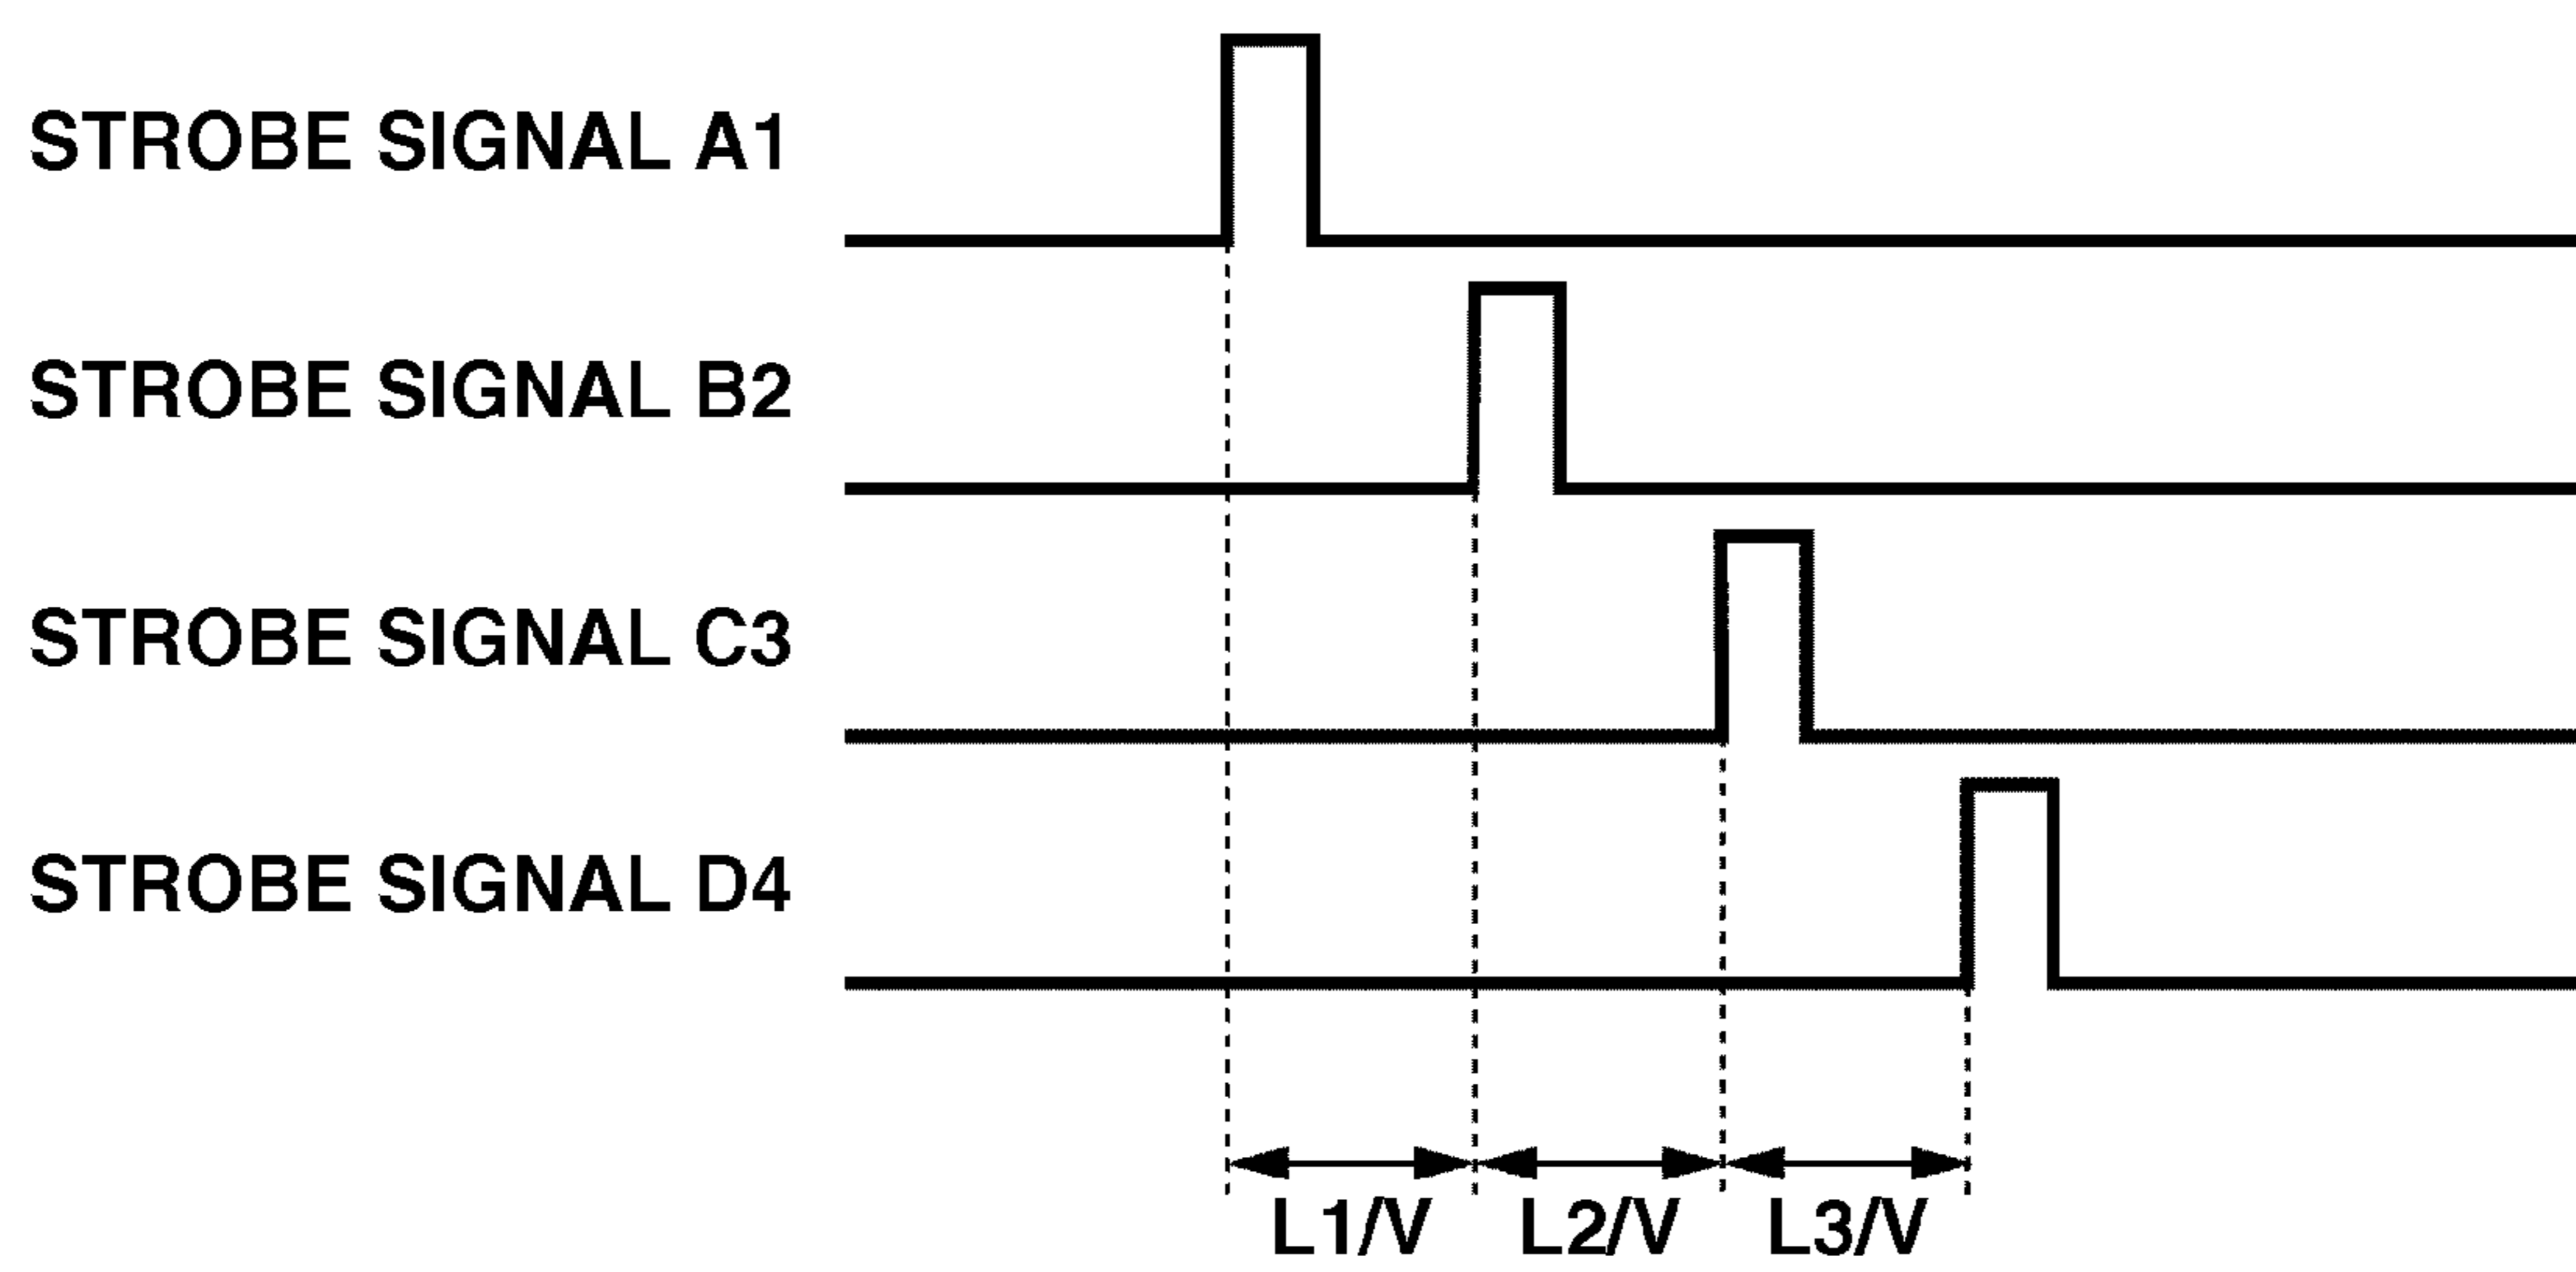 STROBE SIGNAL A1
STROBE SIGNAL B2
STROBE SIGNAL C3
STROBE SIGNAL D4
L1/V L2/V L3/V